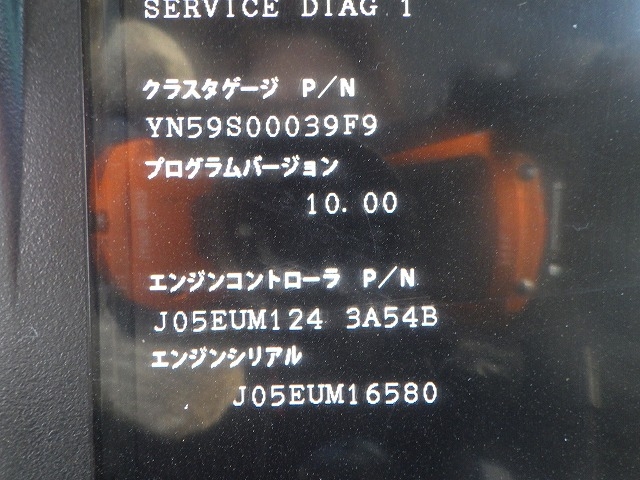 SERVICE DIAG 1
クラスタゲージ P/N
YN59S00039F9
プログラムバージョン
10.00
エンジンコントローラ P/N
J05EUM124 3A54B
エンジンシリアル
J05EUM16580